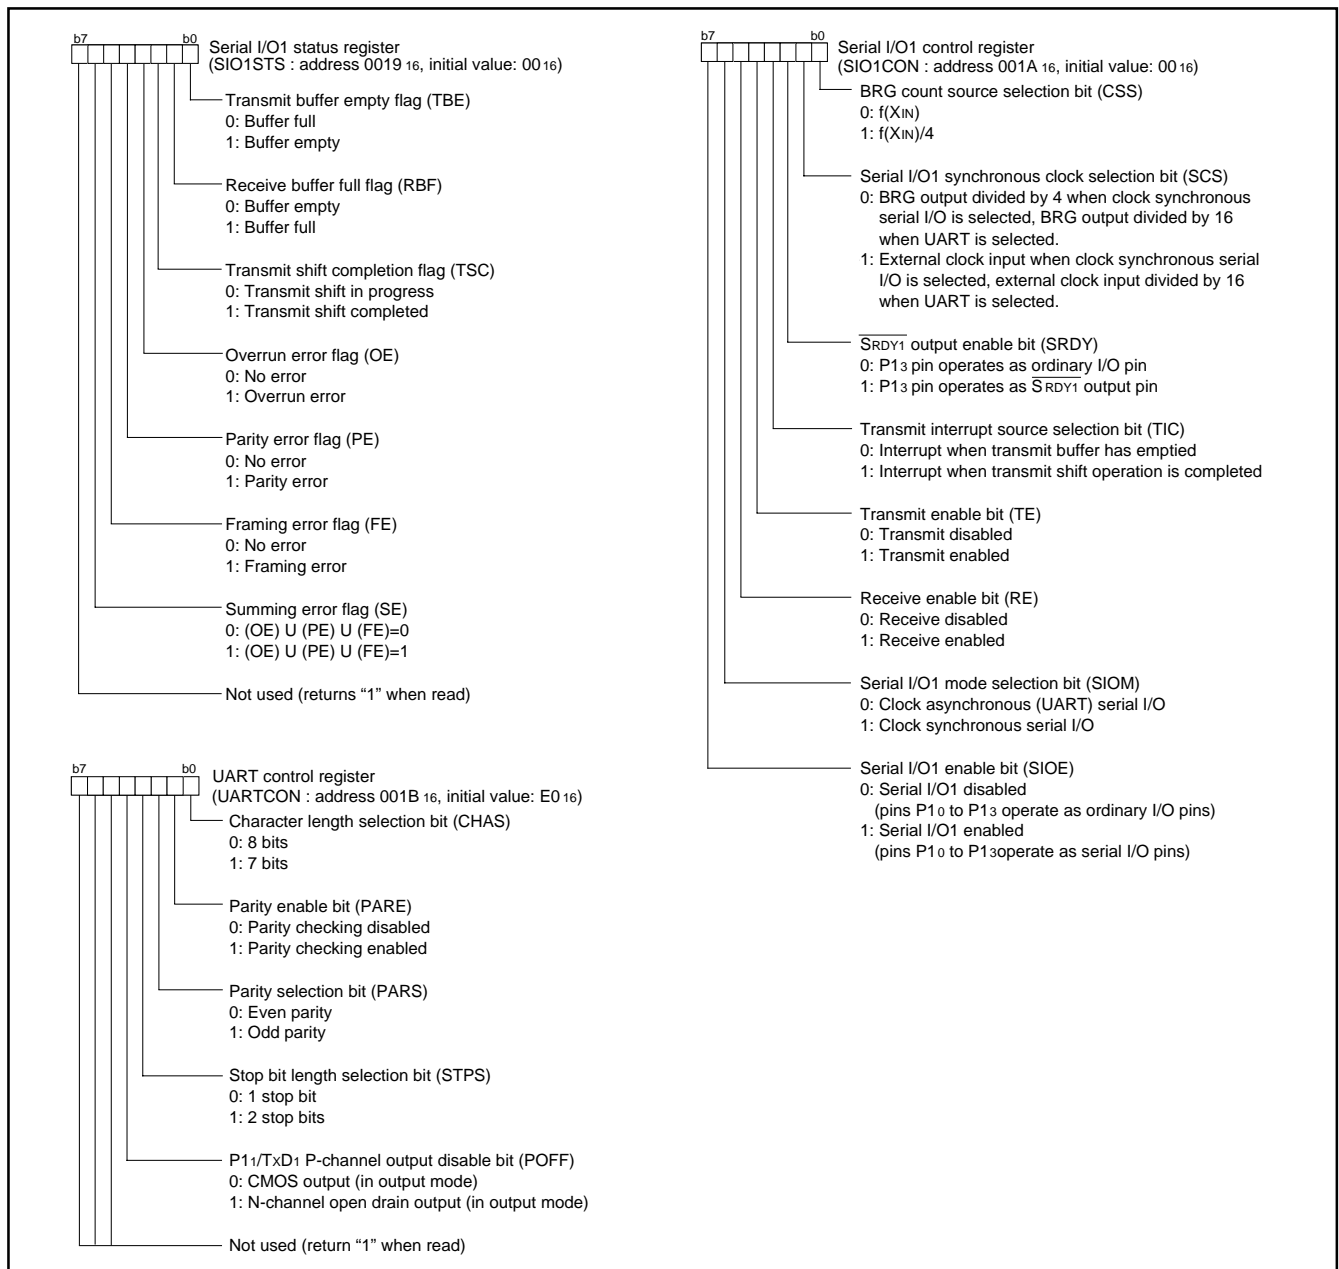 b7 b0
Serial I/O1 status register
(SIO1STS : address 0019 16, initial value: 00 16)
Transmit buffer empty flag (TBE)
0: Buffer full
1: Buffer empty
Receive buffer full flag (RBF)
0: Buffer empty
1: Buffer full
Transmit shift completion flag (TSC)
0: Transmit shift in progress
1: Transmit shift completed
Overrun error flag (OE)
0: No error
1: Overrun error
Parity error flag (PE)
0: No error
1: Parity error
Framing error flag (FE)
0: No error
1: Framing error
Summing error flag (SE)
0: (OE) U (PE) U (FE)=0
1: (OE) U (PE) U (FE)=1
Not used (returns “1” when read)
b7 b0
UART control register
(UARTCON : address 001B 16, initial value: E0 16)
Character length selection bit (CHAS)
0: 8 bits
1: 7 bits
Parity enable bit (PARE)
0: Parity checking disabled
1: Parity checking enabled
Parity selection bit (PARS)
0: Even parity
1: Odd parity
Stop bit length selection bit (STPS)
0: 1 stop bit
1: 2 stop bits
P11/TXD1 P-channel output disable bit (POFF)
0: CMOS output (in output mode)
1: N-channel open drain output (in output mode)
Not used (return “1” when read)
b7 b0
Serial I/O1 control register
(SIO1CON : address 001A 16, initial value: 00 16)
BRG count source selection bit (CSS)
0: f(XIN)
1: f(XIN)/4
Serial I/O1 synchronous clock selection bit (SCS)
0: BRG output divided by 4 when clock synchronous
serial I/O is selected, BRG output divided by 16
when UART is selected.
1: External clock input when clock synchronous serial
I/O is selected, external clock input divided by 16
when UART is selected.
SRDY1 output enable bit (SRDY)
0: P13 pin operates as ordinary I/O pin
1: P13 pin operates as SRDY1 output pin
Transmit interrupt source selection bit (TIC)
0: Interrupt when transmit buffer has emptied
1: Interrupt when transmit shift operation is completed
Transmit enable bit (TE)
0: Transmit disabled
1: Transmit enabled
Receive enable bit (RE)
0: Receive disabled
1: Receive enabled
Serial I/O1 mode selection bit (SIOM)
0: Clock asynchronous (UART) serial I/O
1: Clock synchronous serial I/O
Serial I/O1 enable bit (SIOE)
0: Serial I/O1 disabled
(pins P10 to P13 operate as ordinary I/O pins)
1: Serial I/O1 enabled
(pins P10 to P13operate as serial I/O pins)